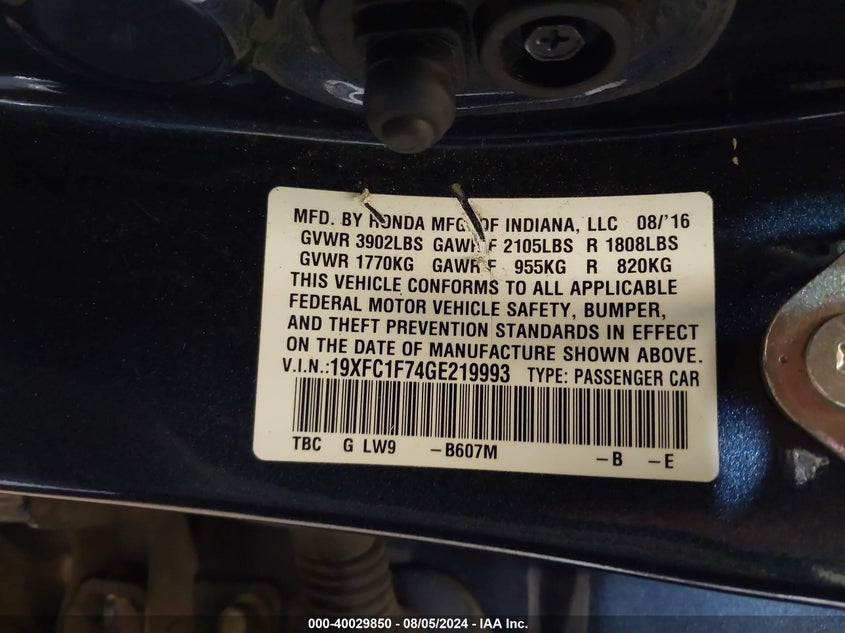 MFD. BY HONDA MFG. OF INDIANA, LLC 08/'16
GVWR 3902LBS GAWR F 2105LBS R 1808LBS
GVWR 1770KG GAWR F 955KG R 820KG
THIS VEHICLE CONFORMS TO ALL APPLICABLE
FEDERAL MOTOR VEHICLE SAFETY, BUMPER,
AND THEFT PREVENTION STANDARDS IN EFFECT
ON THE DATE OF MANUFACTURE SHOWN ABOVE.
V.I.N.:19XFC1F74GE219993 TYPE: PASSENGER CAR
TBC G LW9 –B607M –B –E
000-40029850 - 08/05/2024 - IAA Inc.